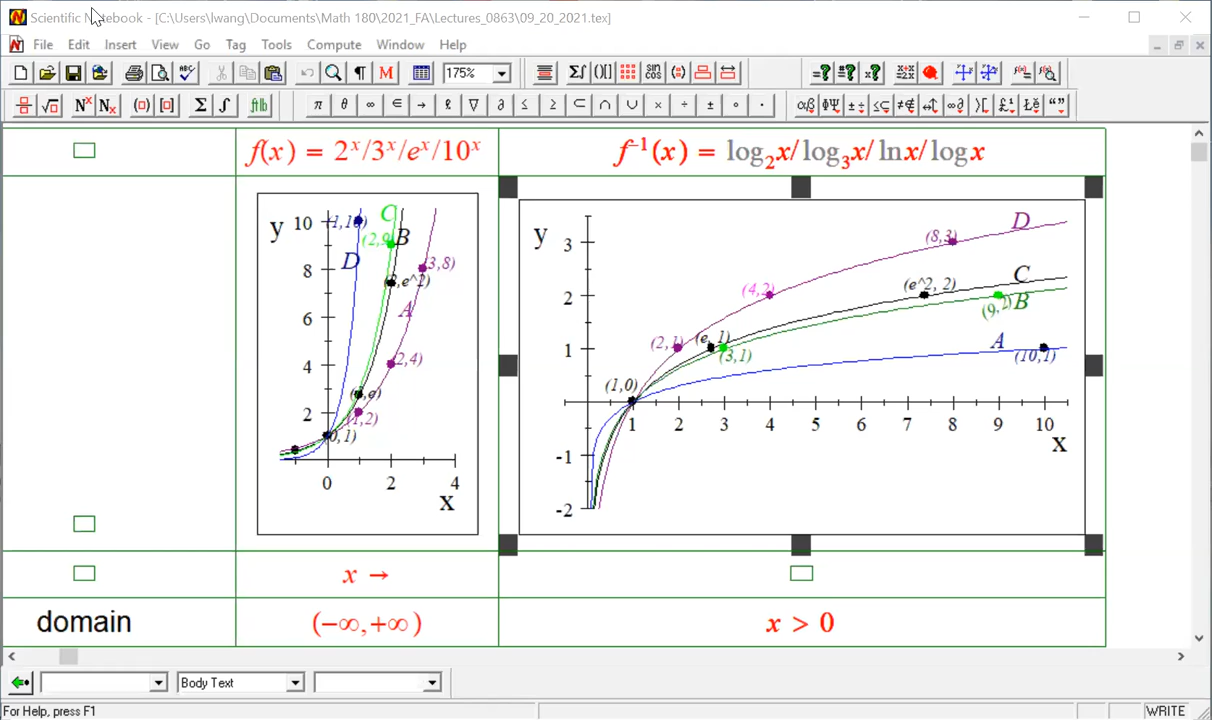 Scientific Notebook - [C:\Users\lwang\Documents\Math 180\2021_FA\Lectures_0863\09_20_2021.tex]
File Edit Insert View Go Tag Tools Compute Window Help
175%
f(x) = 2^x/3^x/e^x/10^x
f^-1(x) = log_2x/log_3x/lnx/logx
y 10 8 6 4 2
0 2 4
x
D C B A
(2,9)
(3,8)
(2,4)
(1,2)
(0,1)
y 3 2 1 -1 -2
1 2 3 4 5 6 7 8 9 10
x
D
(8,3)
C
(e^2, 2)
(4,2)
B
A
(2,1)
(e, 1)
(3,1)
(10,1)
(1,0)
x →
domain
(−∞,+∞)
x > 0
Body Text
For Help, press F1
WRITE